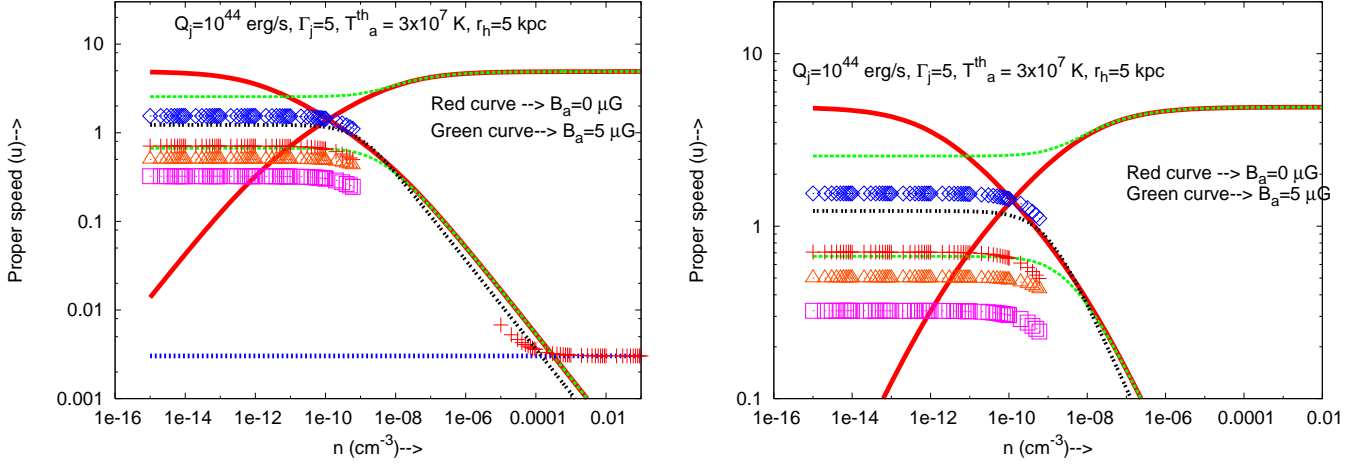 Q_j=10^44 erg/s, Γ_j=5, T^th_a = 3x10^7 K, r_h=5 kpc
Red curve --> B_a=0 μG
Green curve--> B_a=5 μG
Proper speed (u)-->
10
1
0.1
0.01
0.001
1e-16 1e-14 1e-12 1e-10 1e-08 1e-06 0.0001 0.01
n (cm^-3)-->
Q_j=10^44 erg/s, Γ_j=5, T^th_a = 3x10^7 K, r_h=5 kpc
Red curve --> B_a=0 μG
Green curve--> B_a=5 μG
Proper speed (u)-->
10
1
0.1
1e-16 1e-14 1e-12 1e-10 1e-08 1e-06 0.0001 0.01
n (cm^-3)-->